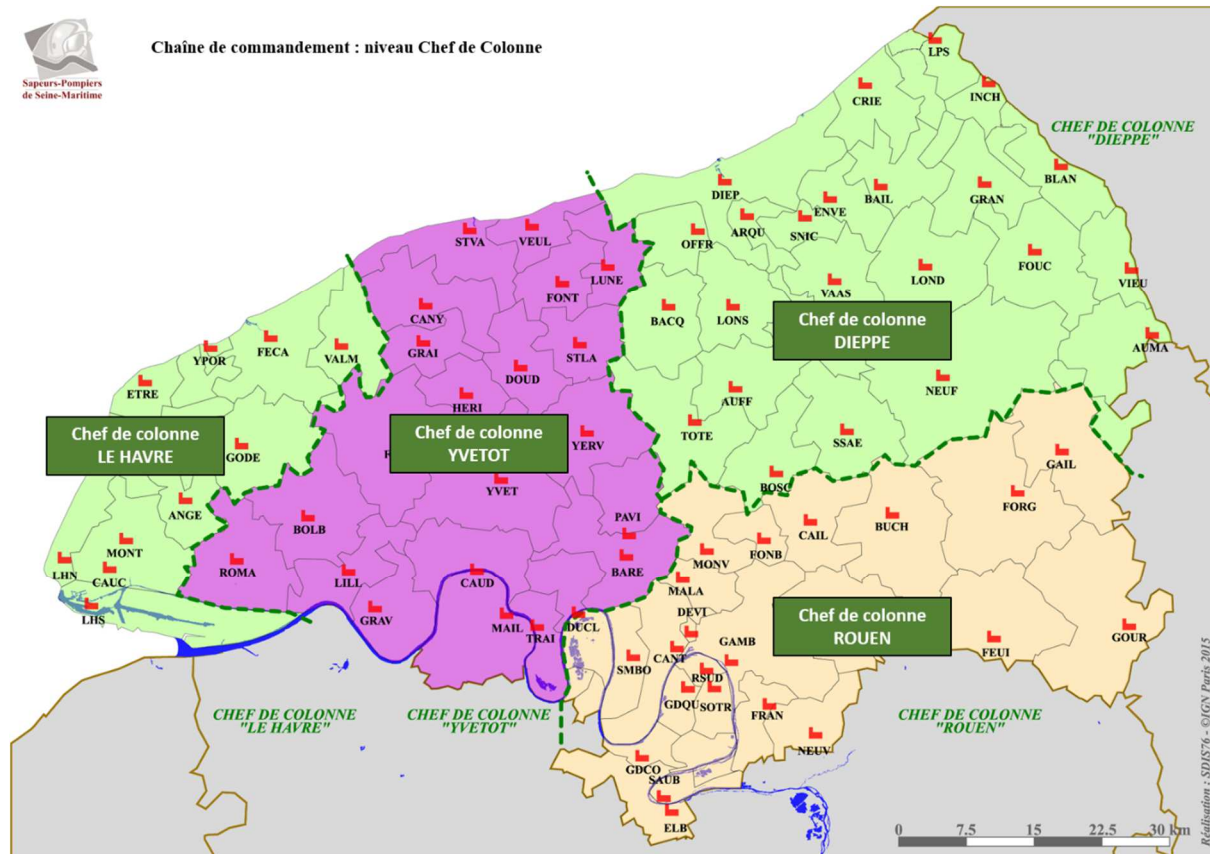 Chaîne de commandement : niveau Chef de Colonne
Sapeurs-Pompiers
de Seine-Maritime
LPS
CRIE
INCH
CHEF DE COLONNE
"DIEPPE"
BLAN
DIEP
BAIL
GRAN
ENVE
ARQU
SNIC
OFFR
STVA
VEUL
FOUC
LUNE
LOND
VIEU
FONT
VAAS
CANY
BACQ
LONS
Chef de colonne
DIEPPE
FECA
VALM
YPOR
GRAI
STLA
AUMA
DOUD
ETRE
NEUF
AUFF
HERI
Chef de colonne
LE HAVRE
Chef de colonne
YVETOT
TOTE
YERV
SSAE
GODE
GAIL
YVET
BOSC
FORG
ANGE
BOLB
PAVI
BUCH
CAIL
FONB
MONT
MONV
LHN
CAUC
ROMA
LILL
CAUD
BARE
MALA
LHS
GRAV
MAIL
TRAI
DUCL
DEVI
Chef de colonne
ROUEN
GOUR
FEUI
SMBO
CANT
GAMB
RSUD
GDQU
SOTR
FRAN
CHEF DE COLONNE
"LE HAVRE"
CHEF DE COLONNE
"YVETOT"
CHEF DE COLONNE
"ROUEN"
NEUV
GDCO
SAUB
ELB
0 7.5 15 22.5 30 km
Réalisation : SDIS76 - ©IGN Paris 2015